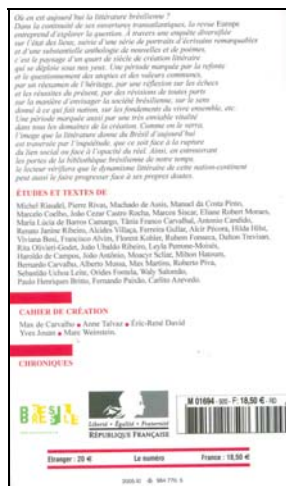 Où en est aujourd'hui la littérature brésilienne ?
Dans la continuité de ses ouvertures transatlantiques, la revue Europe
entreprend d'explorer la question. À travers une enquête diversifiée
sur l'état des lieux, outre d'une série de portraits d'écrivains remarquables
et d'une substantielle anthologie de nouvelles et de poèmes,
c'est le paysage d'un quart de siècle de création littéraire
qui se déploie sous nos yeux. Une période marquée par la refonte
et le questionnement des utopies et des valeurs communes,
par un réexamen de l'héritage, par une réflexion sur les échecs
et les réussites du présent, par des révisions de toutes parts
sur la manière d'envisager la société brésilienne, sur le sens
donné à ce qui fait nation, sur les fondements du vivre ensemble, etc.
Une période marquée aussi par une très enviable vitalité
dans tous les domaines de la création. Comme on le verra,
l'image que la littérature donne du Brésil d'aujourd'hui
est traversée par l'inquiétude, que ce soit face à la rupture
du lien social ou face à l'opacité du réel. Ainsi, en entrouvrant
les portes de la bibliothèque brésilienne de notre temps,
le lecteur vérifiera que le dynamisme littéraire de cette nation-continent
peut aussi le faire progresser face à ses propres doutes.
ÉTUDES ET TEXTES DE
Michel Riaudel, Pierre Rivas, Machado de Assis, Manuel da Costa Pinto,
Marcelo Coelho, João Cezar Castro Rocha, Marcos Siscar, Eliane Robert Moraes,
Maria Lúcia de Barros Camargo, Tânia Franco Carvalhal, Antonio Candido,
Renato Janine Ribeiro, Alcides Villaça, Ferreira Gullar, Alcir Pécora, Hilda Hilst,
Viviana Bosi, Francisco Alvim, Florent Kohler, Rubem Fonseca, Dalton Trevisan,
Rita Olivieri-Godet, João Ubaldo Ribeiro, Leyla Perrone-Moisés,
Haroldo de Campos, João Antônio, Moacyr Scliar, Milton Hatoum,
Bernardo Carvalho, Alberto Mussa, Max Martins, Roberto Piva,
Sebastião Uchoa Leite, Orides Fontela, Waly Salomão,
Paulo Henriques Britto, Fernando Paixão, Carlito Azevedo.
CAHIER DE CRÉATION
Max de Carvalho ● Anne Talvaz ● Éric-René David
Yves Jouan ● Marc Weinstein.
CHRONIQUES
Liberté • Égalité • Fraternité
RÉPUBLIQUE FRANÇAISE
M 01694 - F: 18,50 € - RD
Etranger : 20 €
Le numéro
France : 18,50 €